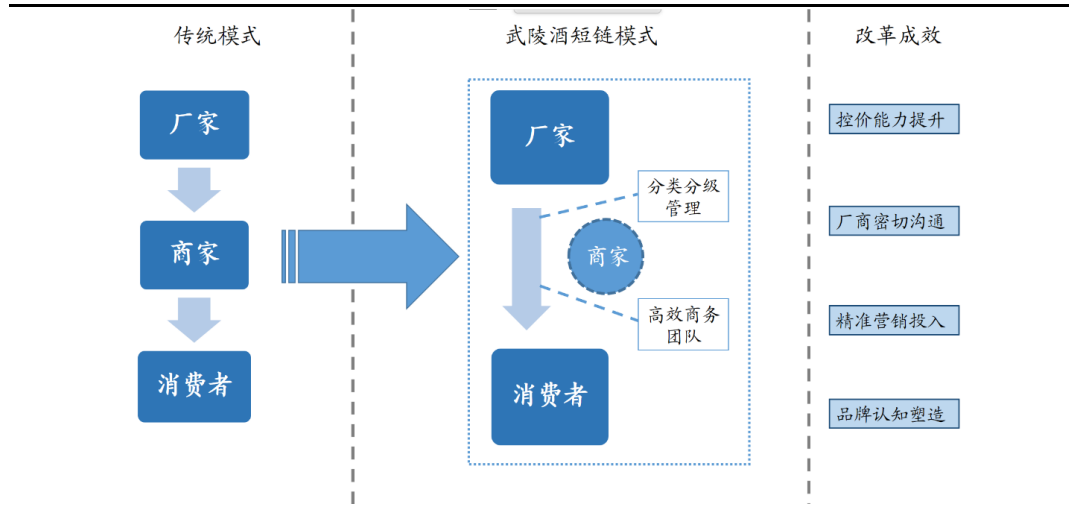 传统模式
厂家
商家
消费者
武陵酒短链模式
厂家
分类分级
管理
商家
高效商务
团队
消费者
改革成效
控价能力提升
厂商密切沟通
精准营销投入
品牌认知塑造